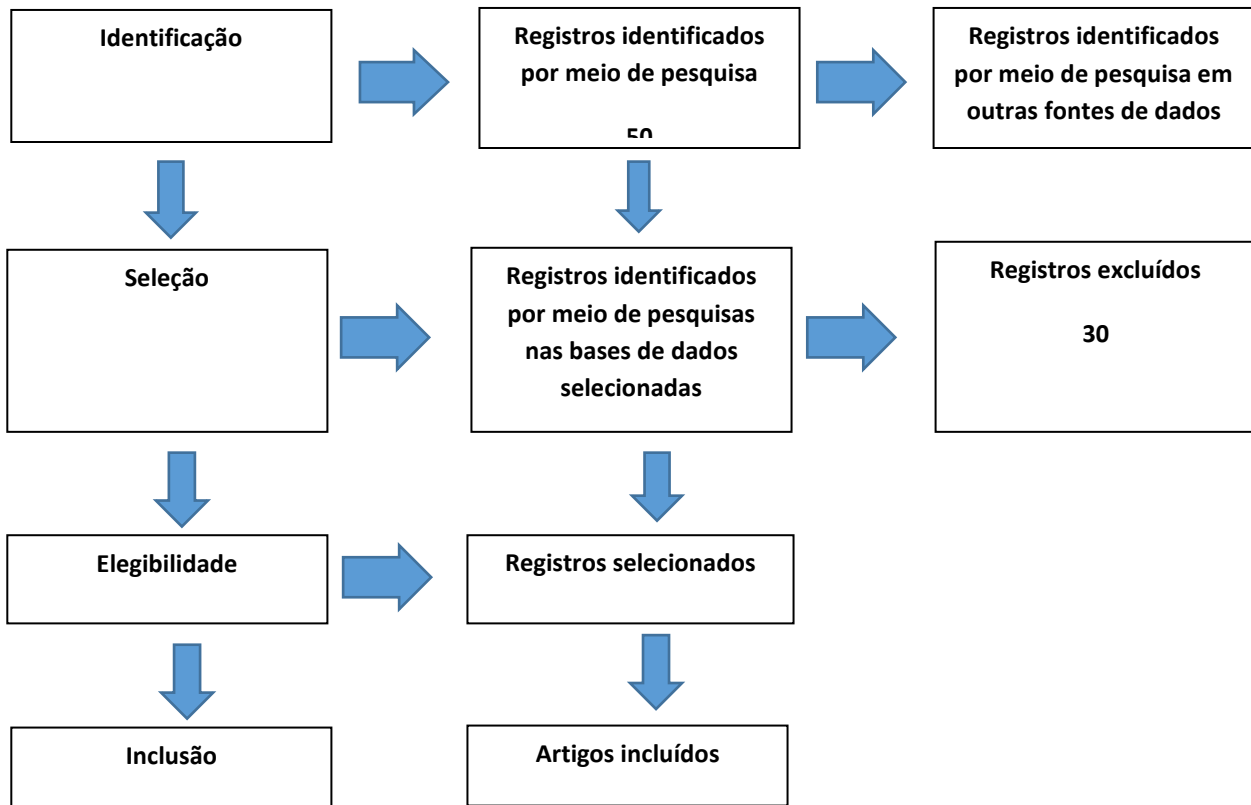 Identificação
Registros identificados
por meio de pesquisa
50
Registros identificados
por meio de pesquisa em
outras fontes de dados
Seleção
Registros identificados
por meio de pesquisas
nas bases de dados
selecionadas
Registros excluídos
30
Elegibilidade
Registros selecionados
Inclusão
Artigos incluídos